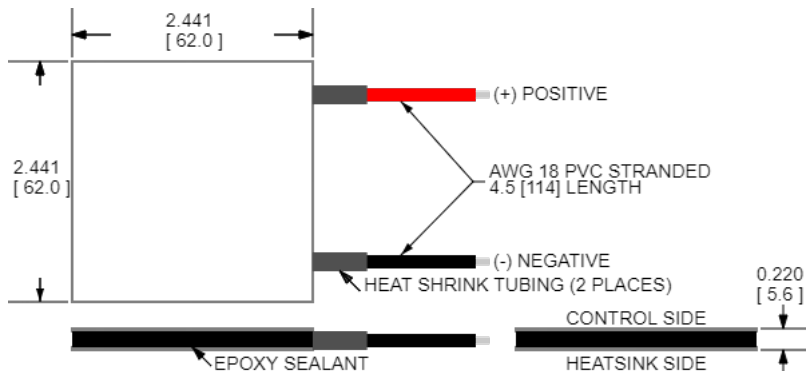 2.441
[ 62.0 ]
(+) POSITIVE
2.441
[ 62.0 ]
AWG 18 PVC STRANDED
4.5 [114] LENGTH
(-) NEGATIVE
HEAT SHRINK TUBING (2 PLACES)
0.220
[ 5.6 ]
CONTROL SIDE
EPOXY SEALANT
HEATSINK SIDE